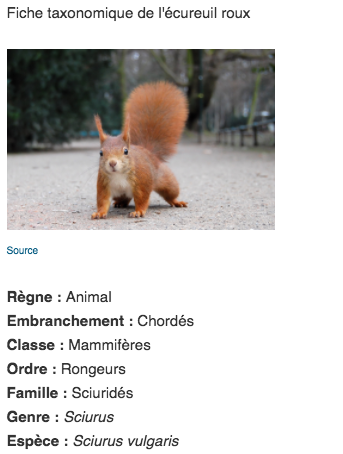 Fiche taxonomique de l'écureuil roux
Source
Règne : Animal
Embranchement : Chordés
Classe : Mammifères
Ordre : Rongeurs
Famille : Sciuridés
Genre : Sciurus
Espèce : Sciurus vulgaris